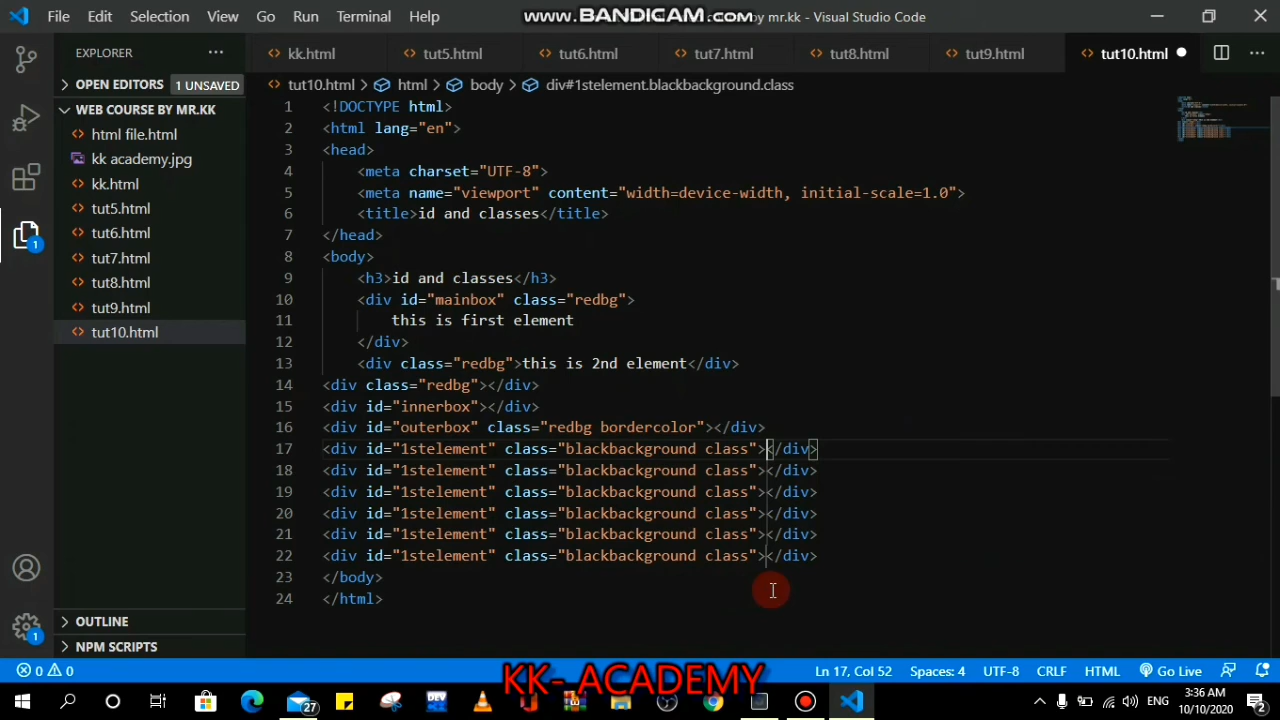 File Edit Selection View Go Run Terminal Help www.BANDICAM.com by mr.kk - Visual Studio Code
EXPLORER
kk.html tut5.html tut6.html tut7.html tut8.html tut9.html tut10.html
OPEN EDITORS 1 UNSAVED
WEB COURSE BY MR.KK
html file.html
kk academy.jpg
kk.html
tut5.html
tut6.html
tut7.html
tut8.html
tut9.html
tut10.html
OUTLINE
NPM SCRIPTS
tut10.html > html > body > div#1stelement.blackbackground.class
1 <!DOCTYPE html>
2 <html lang="en">
3 <head>
4 <meta charset="UTF-8">
5 <meta name="viewport" content="width=device-width, initial-scale=1.0">
6 <title>id and classes</title>
7 </head>
8 <body>
9 <h3>id and classes</h3>
10 <div id="mainbox" class="redbg">
11 this is first element
12 </div>
13 <div class="redbg">this is 2nd element</div>
14 <div class="redbg"></div>
15 <div id="innerbox"></div>
16 <div id="outerbox" class="redbg bordercolor"></div>
17 <div id="1stelement" class="blackbackground class"></div>
18 <div id="1stelement" class="blackbackground class"></div>
19 <div id="1stelement" class="blackbackground class"></div>
20 <div id="1stelement" class="blackbackground class"></div>
21 <div id="1stelement" class="blackbackground class"></div>
22 <div id="1stelement" class="blackbackground class"></div>
23 </body>
24 </html>
0 0 Ln 17, Col 52 Spaces: 4 UTF-8 CRLF HTML Go Live
KK- ACADEMY
27 DEV ENG 3:36 AM
10/10/2020 2